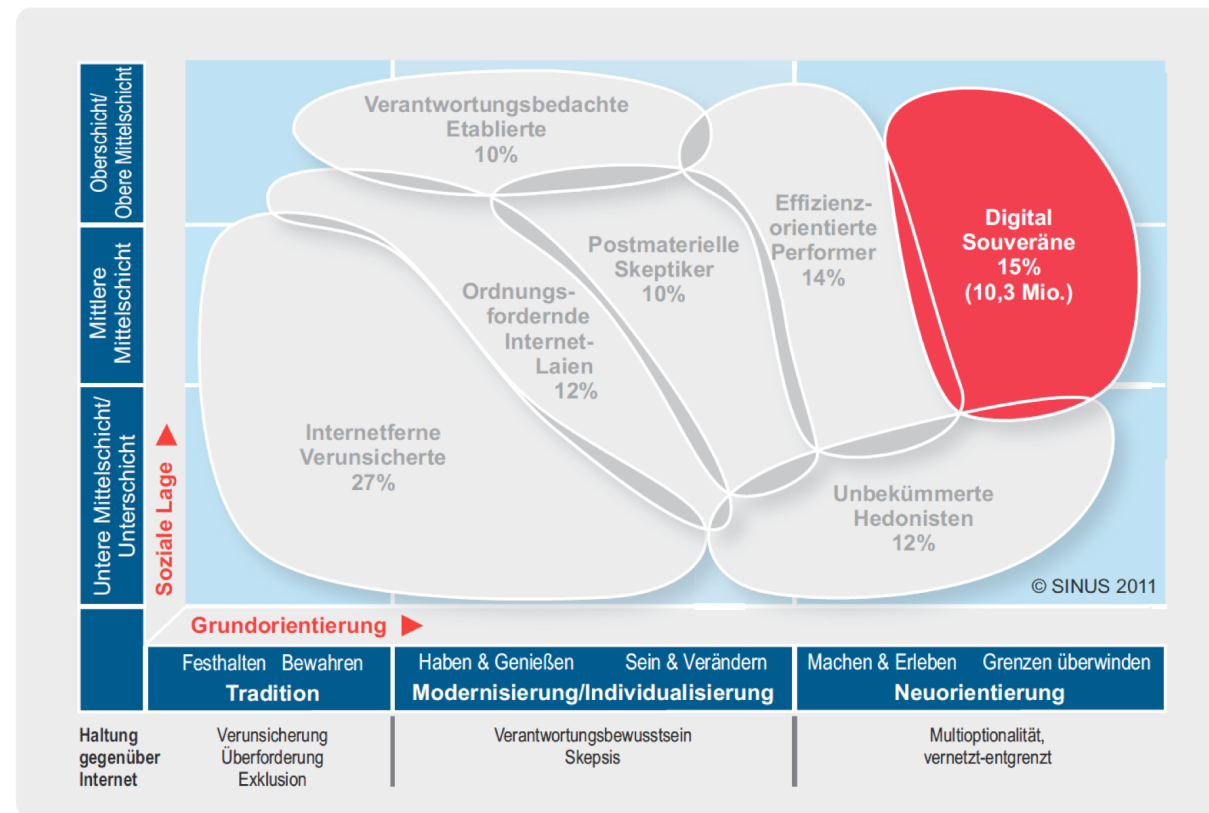 Oberschicht/
Obere Mittelschicht
Mittlere
Mittelschicht
Untere Mittelschicht/
Unterschicht
Soziale Lage ►
Verantwortungsbedachte
Etablierte
10%
Postmaterielle
Skeptiker
10%
Effizienz-
orientierte
Performer
14%
Digital
Souveräne
15%
(10,3 Mio.)
Ordnungs-
fordernde
Internet-
Laien
12%
Internetferne
Verunsicherte
27%
Unbekümmerte
Hedonisten
12%
© SINUS 2011
Grundorientierung ►
Festhalten Bewahren
Tradition
Haben & Genießen Sein & Verändern
Modernisierung/Individualisierung
Machen & Erleben Grenzen überwinden
Neuorientierung
Haltung
gegenüber
Internet
Verunsicherung
Überforderung
Exklusion
Verantwortungsbewusstsein
Skepsis
Multioptionalität,
vernetzt-entgrenzt